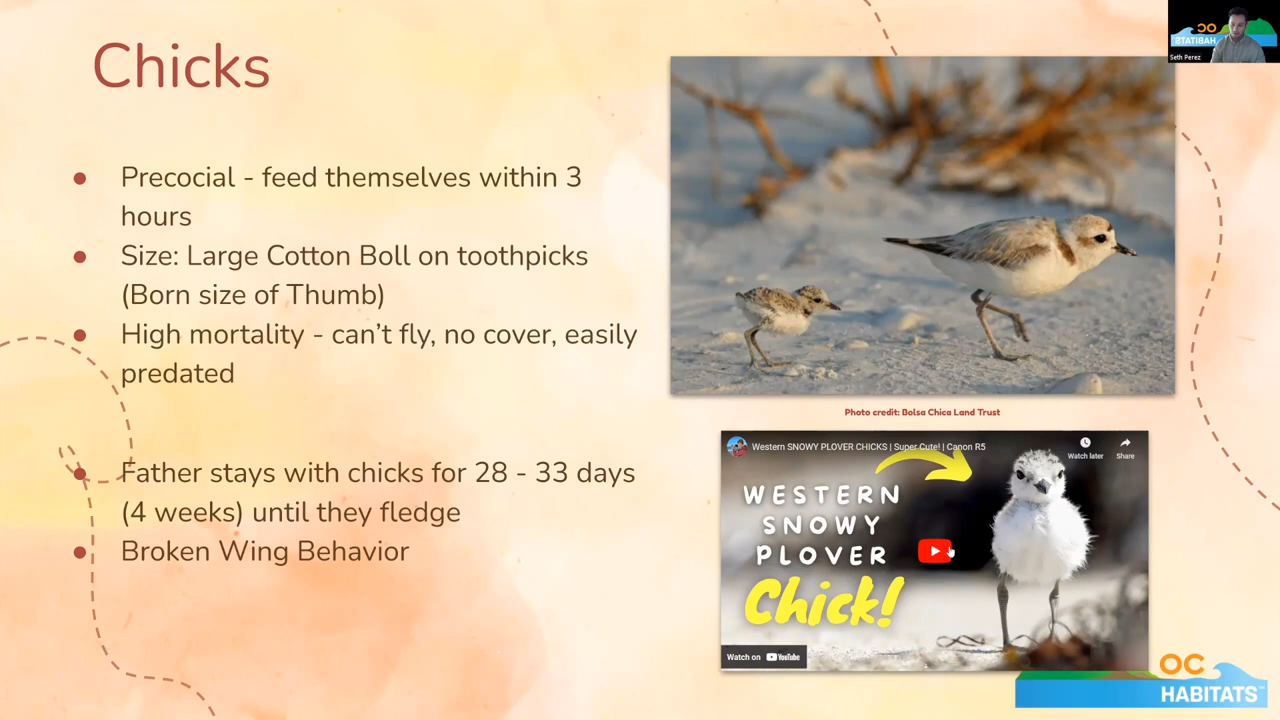 Chicks
● Precocial - feed themselves within 3
hours
● Size: Large Cotton Boll on toothpicks
(Born size of Thumb)
● High mortality - can’t fly, no cover, easily
predated
● Father stays with chicks for 28 - 33 days
(4 weeks) until they fledge
● Broken Wing Behavior
OC
HABITATS
Seth Perez
Photo credit: Bolsa Chica Land Trust
Western SNOWY PLOVER CHICKS | Super Cute! | Canon R5
Watch later
Share
WESTERN
SNOWY
PLOVER
Chick!
Watch on YouTube
OC
HABITATS